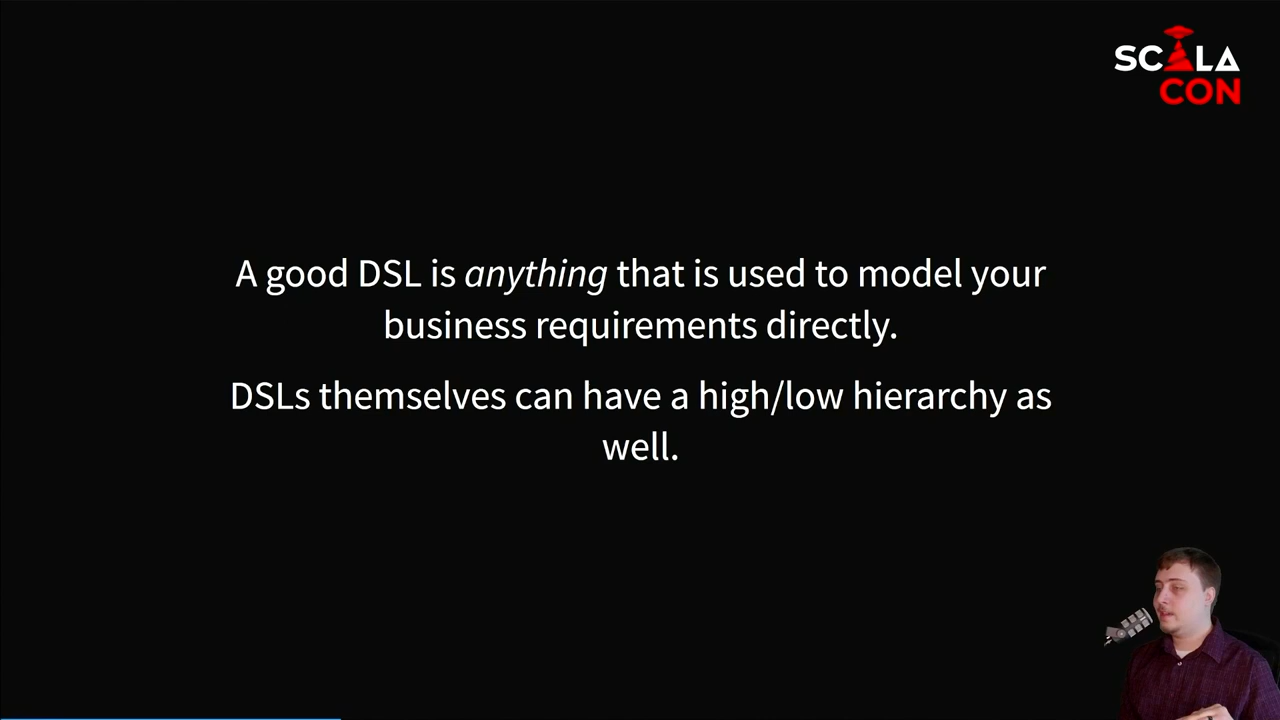 SCALA
CON
A good DSL is anything that is used to model your
business requirements directly.
DSLs themselves can have a high/low hierarchy as
well.